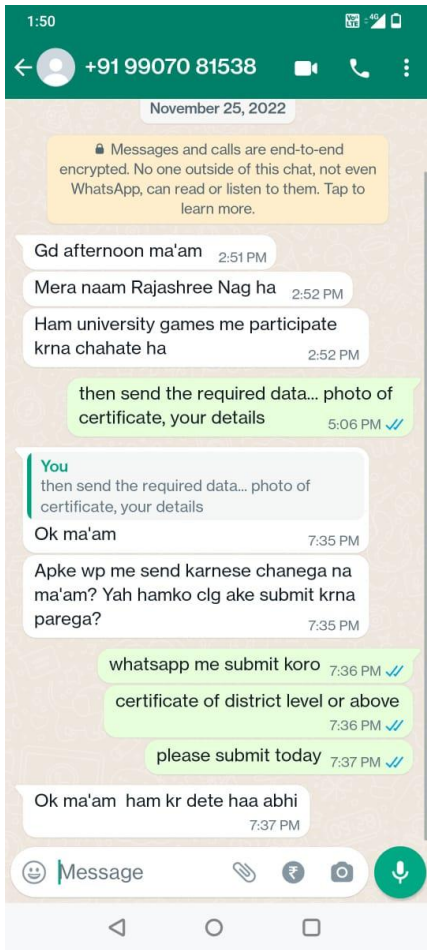 1:50
Vo)) LTE 4G
+91 99070 81538
November 25, 2022
Messages and calls are end-to-end
encrypted. No one outside of this chat, not even
WhatsApp, can read or listen to them. Tap to
learn more.
Gd afternoon ma'am 2:51 PM
Mera naam Rajashree Nag ha 2:52 PM
Ham university games me participate
krna chahate ha 2:52 PM
then send the required data... photo of
certificate, your details 5:06 PM
You
then send the required data... photo of
certificate, your details
Ok ma'am 7:35 PM
Apke wp me send karnese chanega na
ma'am? Yah hamko clg ake submit krna
parega? 7:35 PM
whatsapp me submit koro 7:36 PM
certificate of district level or above
7:36 PM
please submit today 7:37 PM
Ok ma'am ham kr dete haa abhi
7:37 PM
Message
₹